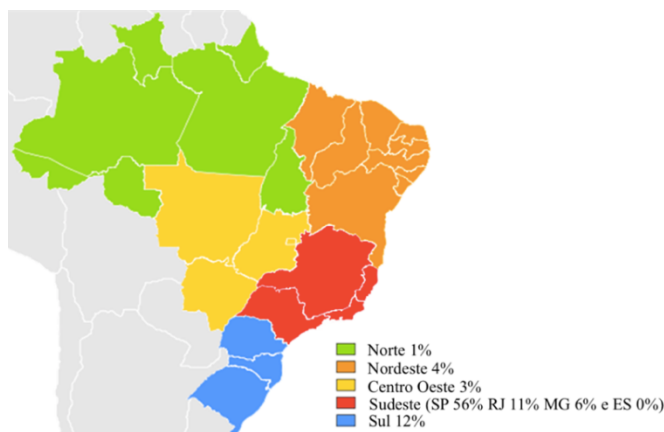 Norte 1%
Nordeste 4%
Centro Oeste 3%
Sudeste (SP 56% RJ 11% MG 6% e ES 0%)
Sul 12%